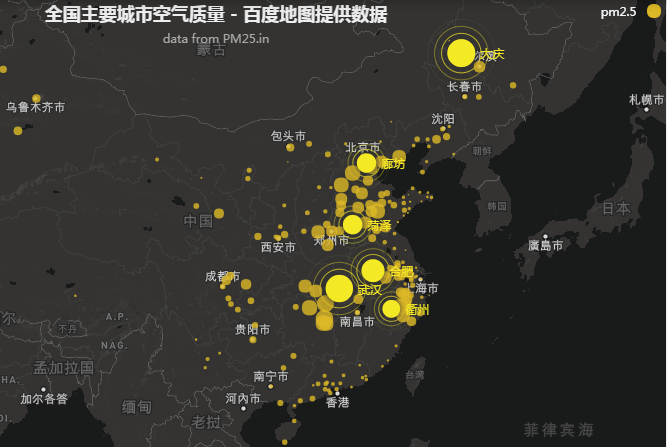 全国主要城市空气质量 - 百度地图提供数据
pm2.5
data from PM25.in
蒙古
大庆
长春市
乌鲁木齐市
札幌市
沈阳
包头市
北京市
朝鲜
廊坊
中国
韩国
日本
菏泽
郑州市
西安市
廣島市
成都市
合肥
上海市
武汉
衢州
尔
不丹
A.P.
南昌市
贵阳市
NAG.
孟加拉国
台湾
南宁市
HA.
加尔各答
缅甸
河內市
香港
老挝
DI.
菲律宾海